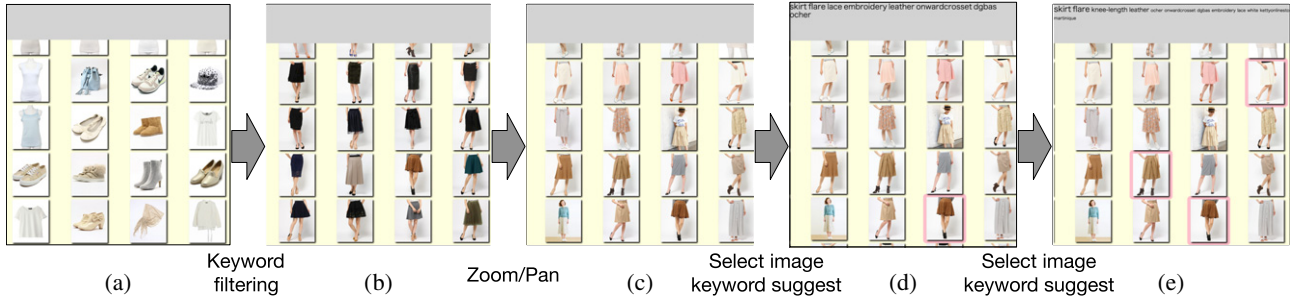 skirt flare lace embroidery leather onwardcrosset dgbas
ocher
skirt flare knee-length leather ocher onwardcrosset dgbas embroidery lace white
martinique
(a)
Keyword
filtering
(b)
Zoom/Pan
(c)
Select image
keyword suggest
(d)
Select image
keyword suggest
(e)